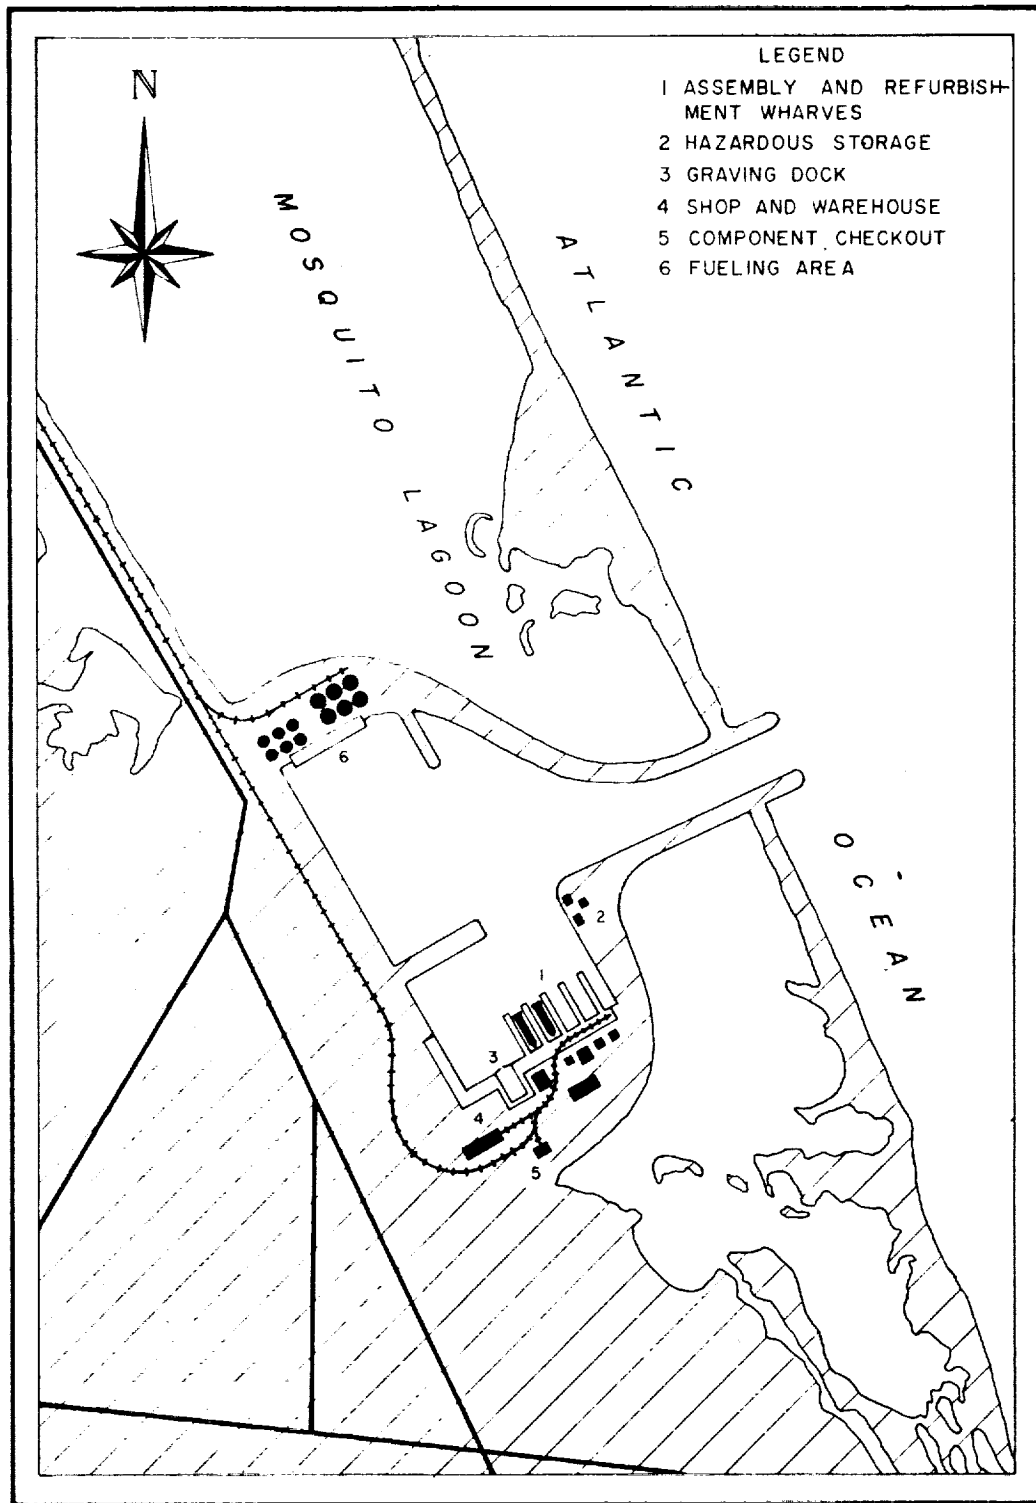 LEGEND
1 ASSEMBLY AND REFURBISH-
MENT WHARVES
2 HAZARDOUS STORAGE
3 GRAVING DOCK
4 SHOP AND WAREHOUSE
5 COMPONENT CHECKOUT
6 FUELING AREA
N
MOSQUITO LAGOON
ATLANTIC
OCEAN
6
2
1
3
4
5